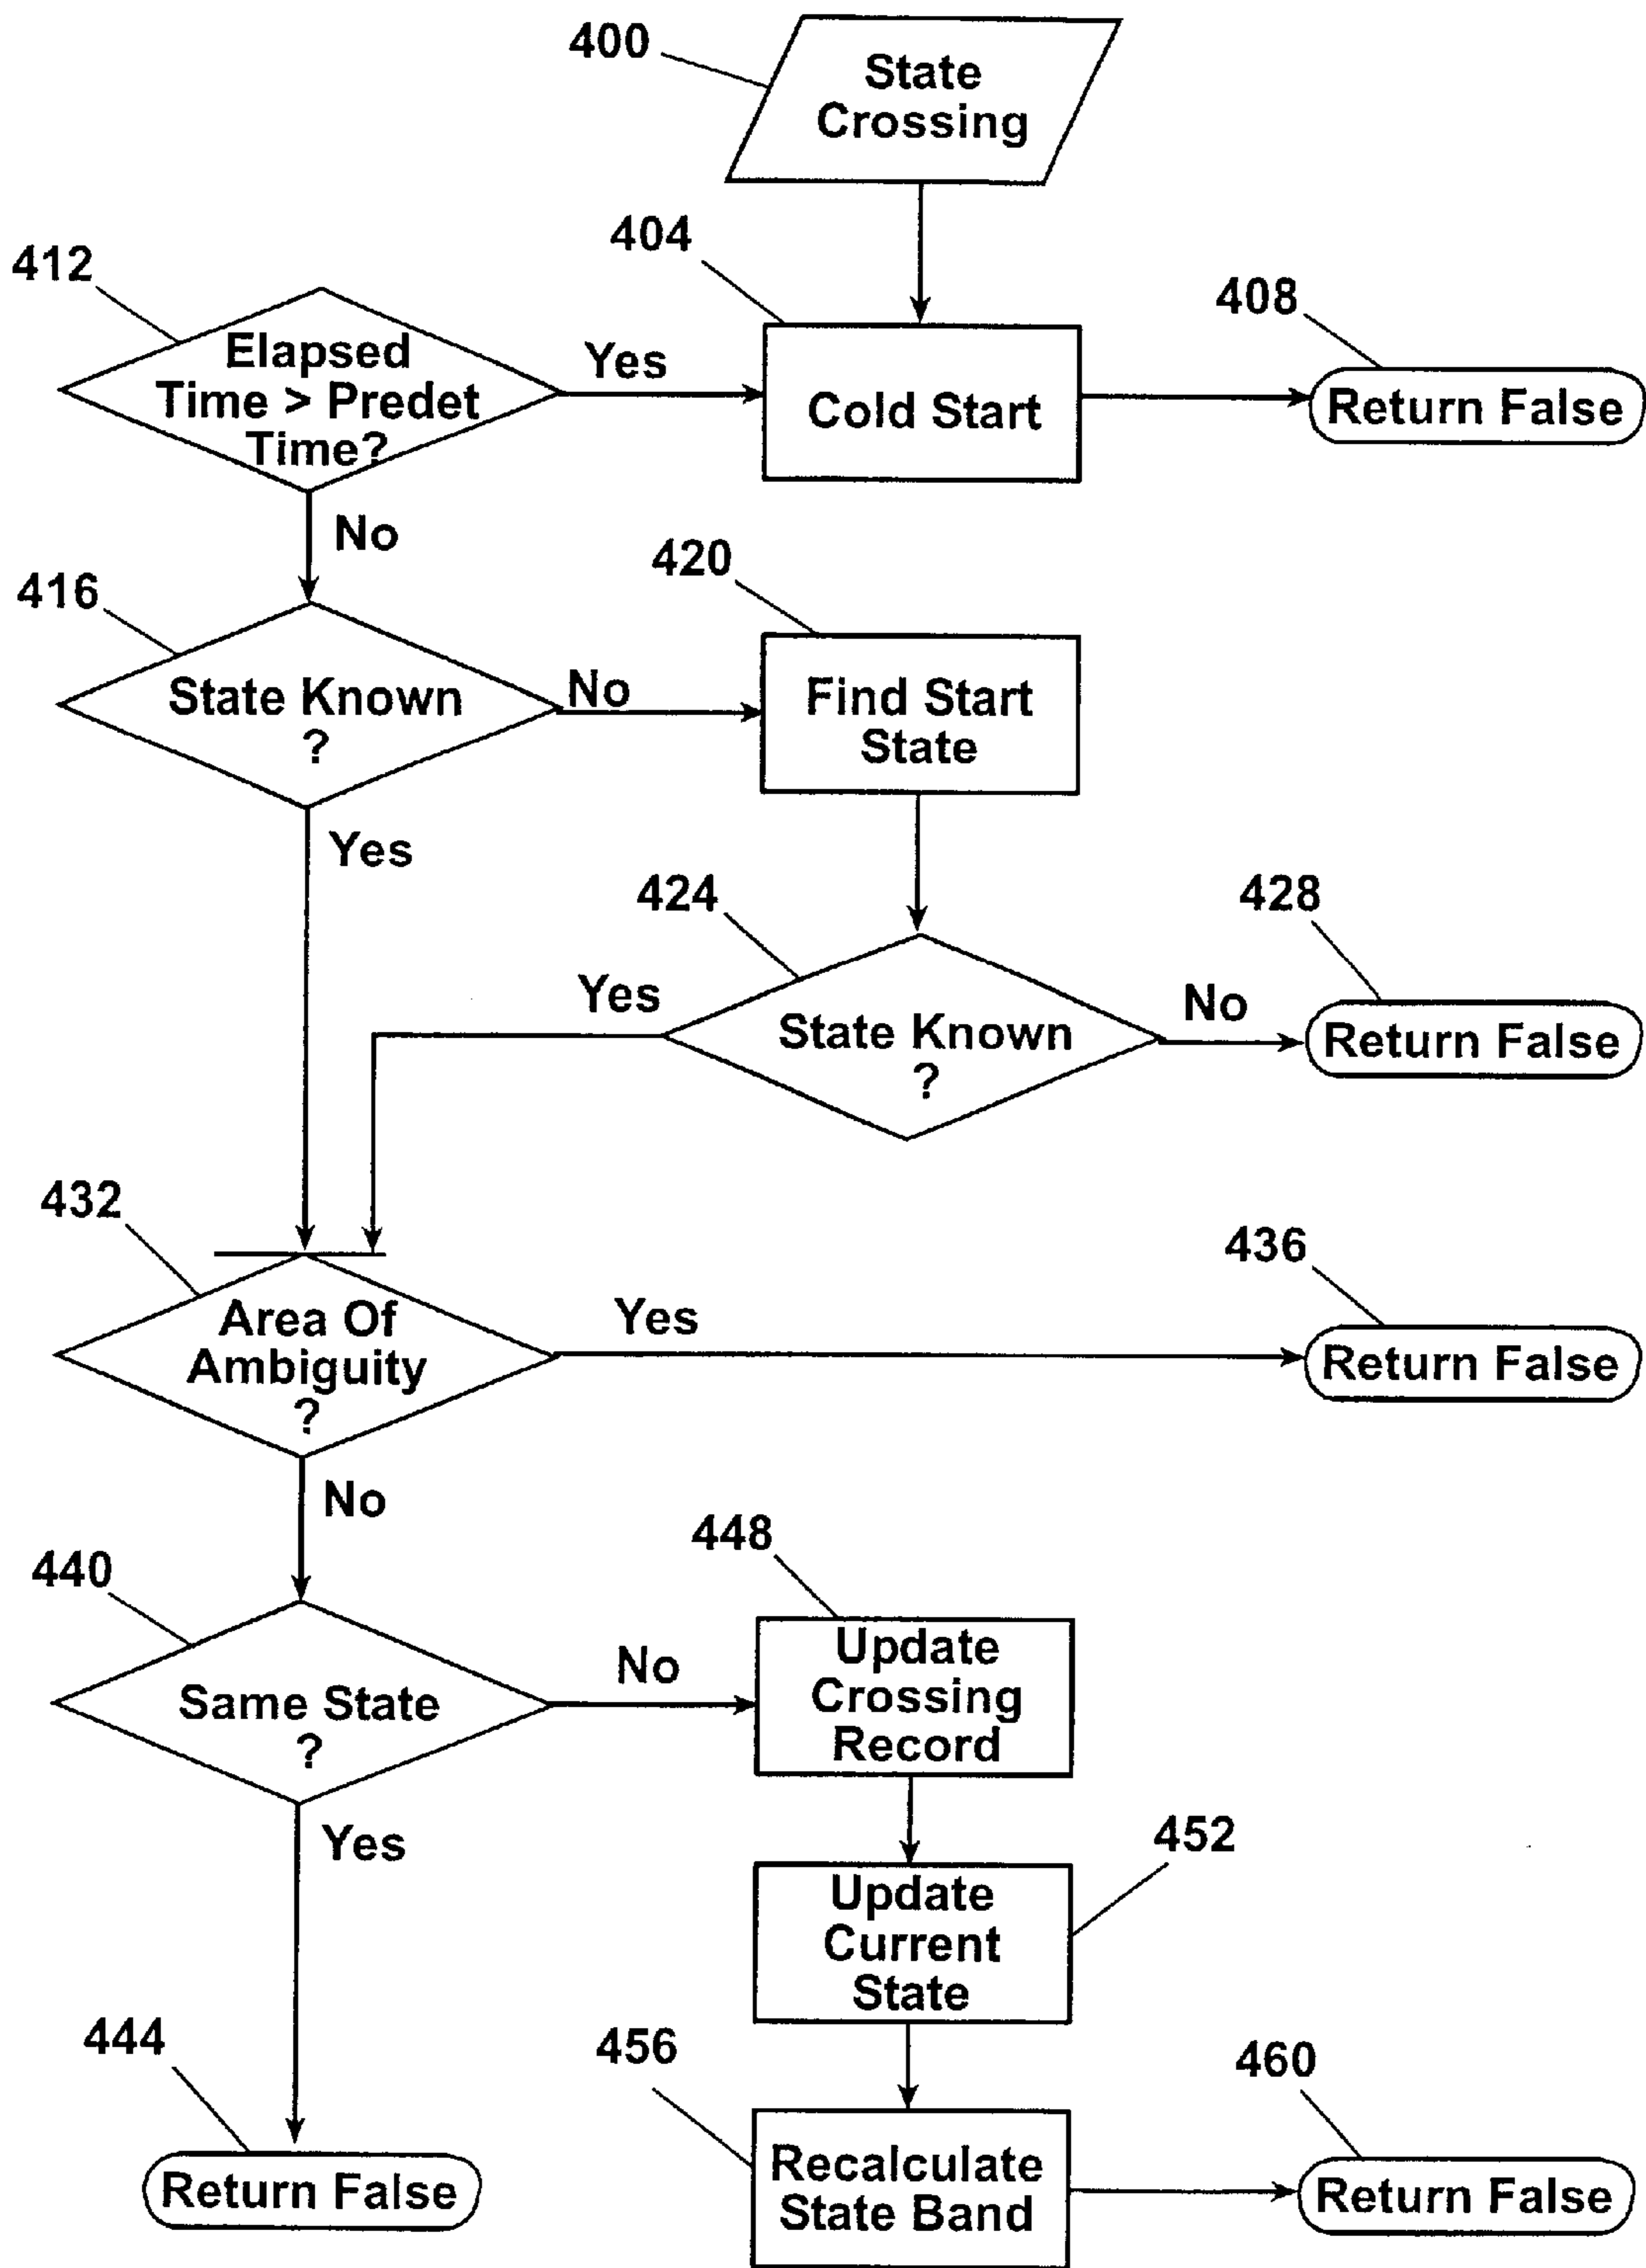 400
State
Crossing
404
412
408
Elapsed
Time > Predet
Time?
Yes
Cold Start
Return False
No
420
416
State Known
?
No
Find Start
State
Yes
424
428
Yes
State Known
?
No
Return False
432
436
Area Of
Ambiguity
?
Yes
Return False
No
448
440
Same State
?
No
Update
Crossing
Record
Yes
452
Update
Current
State
444
456
460
Return False
Recalculate
State Band
Return False